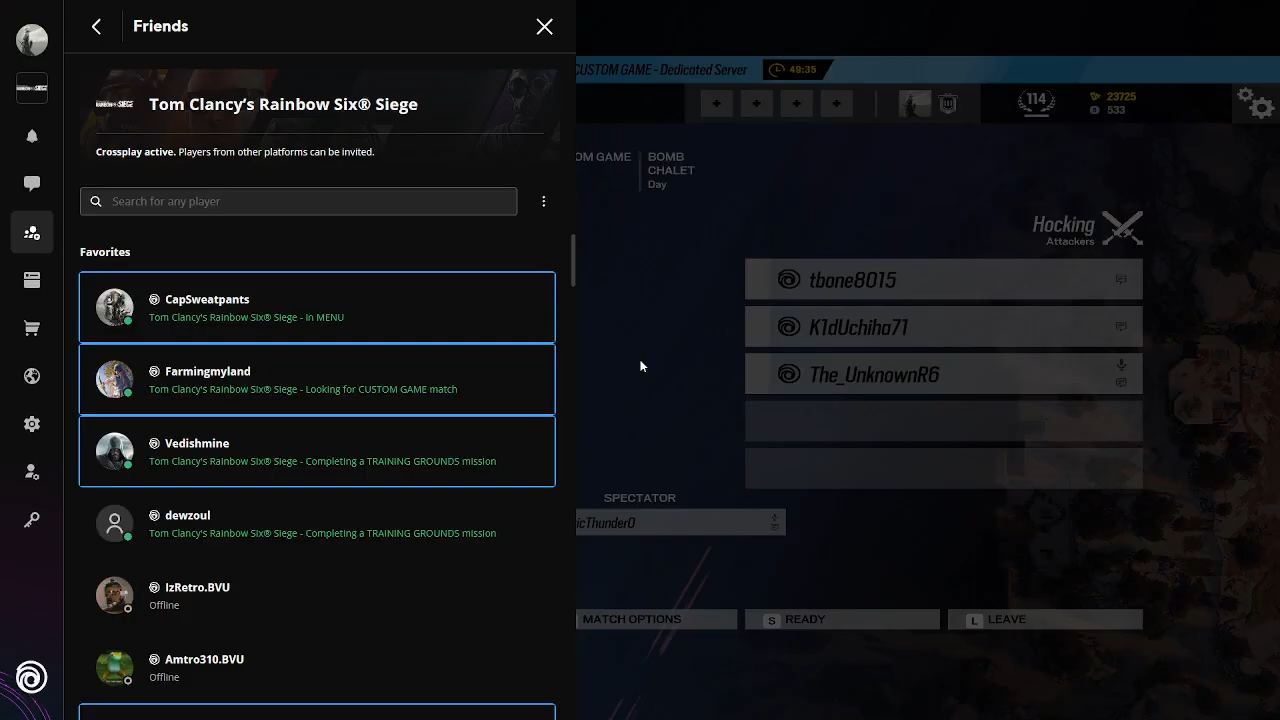 Friends
Tom Clancy's Rainbow Six® Siege
Crossplay active. Players from other platforms can be invited.
Search for any player
Favorites
CapSweatpants
Tom Clancy's Rainbow Six® Siege - in MENU
Farmingmyland
Tom Clancy's Rainbow Six® Siege - Looking for CUSTOM GAME match
Vedishmine
Tom Clancy's Rainbow Six® Siege - Completing a TRAINING GROUNDS mission
dewzoul
Tom Clancy's Rainbow Six® Siege - Completing a TRAINING GROUNDS mission
IzRetro.BVU
Offline
Amtro310.BVU
Offline
CUSTOM GAME - Dedicated Server
49:35
114
23725
533
OM GAME
BOMB
CHALET
Day
Hocking
Attackers
tbone8015
K1dUchiha71
The_UnknownR6
SPECTATOR
icThunder0
MATCH OPTIONS
S READY
L LEAVE